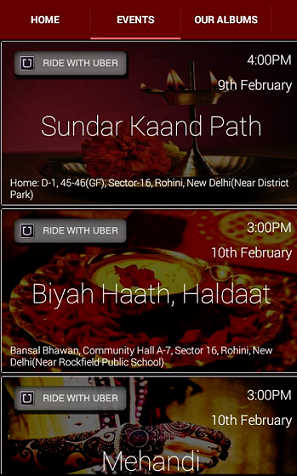 HOME EVENTS OUR ALBUMS
RIDE WITH UBER 4:00PM
9th February
Sundar Kaand Path
Home: D-1, 45-46(GF), Sector-16, Rohini, New Delhi(Near District
Park)
RIDE WITH UBER 3:00PM
10th February
Biyah Haath, Haldaat
Bansal Bhawan, Community Hall A-7, Sector 16, Rohini, New
Delhi(Near Rockfield Public School)
RIDE WITH UBER 3:00PM
10th February
Mehandi